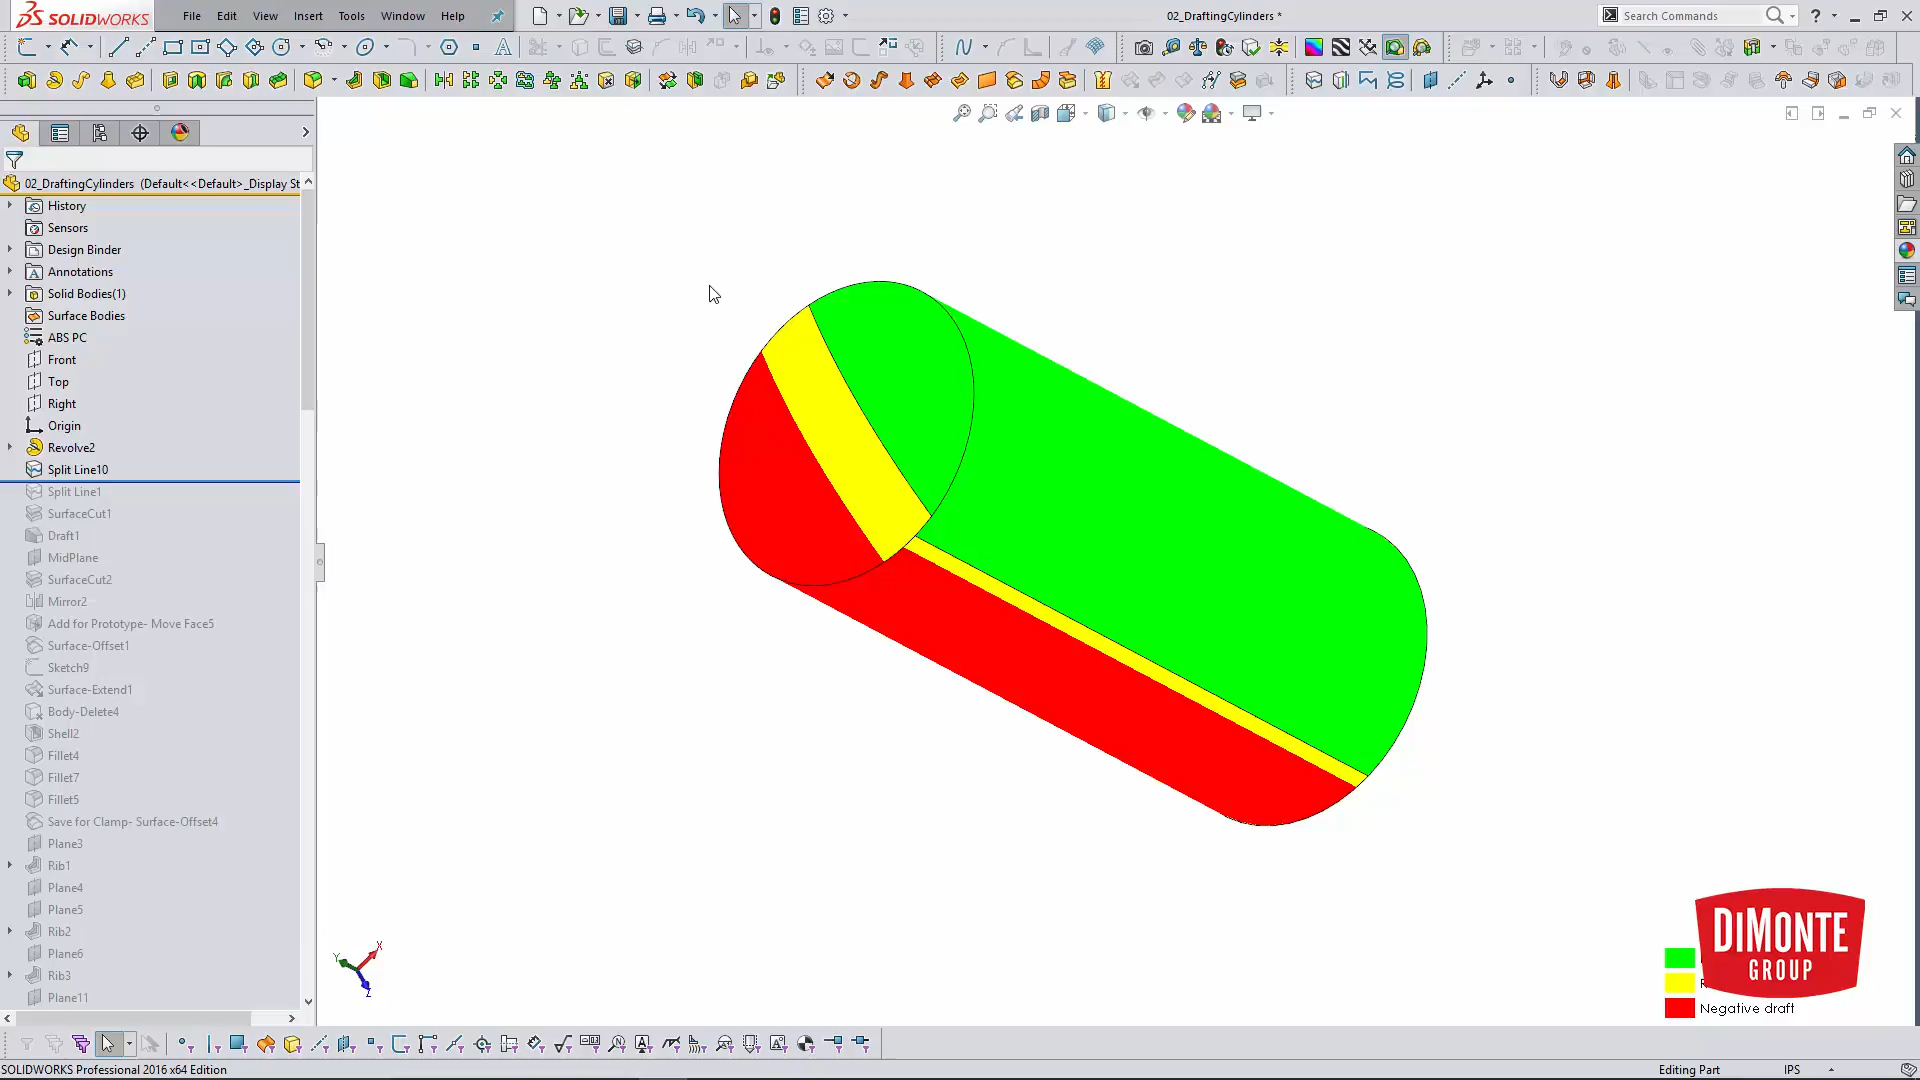 SOLIDWORKS
File Edit View Insert Tools Window Help
02_DraftingCylinders *
Search Commands
02_DraftingCylinders (Default<<Default>_Display St
History
Sensors
Design Binder
Annotations
Solid Bodies(1)
Surface Bodies
ABS PC
Front
Top
Right
Origin
Revolve2
Split Line10
Split Line1
SurfaceCut1
Draft1
MidPlane
SurfaceCut2
Mirror2
Add for Prototype- Move Face5
Surface-Offset1
Sketch9
Surface-Extend1
Body-Delete4
Shell2
Fillet4
Fillet7
Fillet5
Save for Clamp- Surface-Offset4
Plane3
Rib1
Plane4
Plane5
Rib2
Plane6
Rib3
Plane11
X
Y
Z
DIMONTE
GROUP
Negative draft
SOLIDWORKS Professional 2016 x64 Edition
Editing Part
IPS